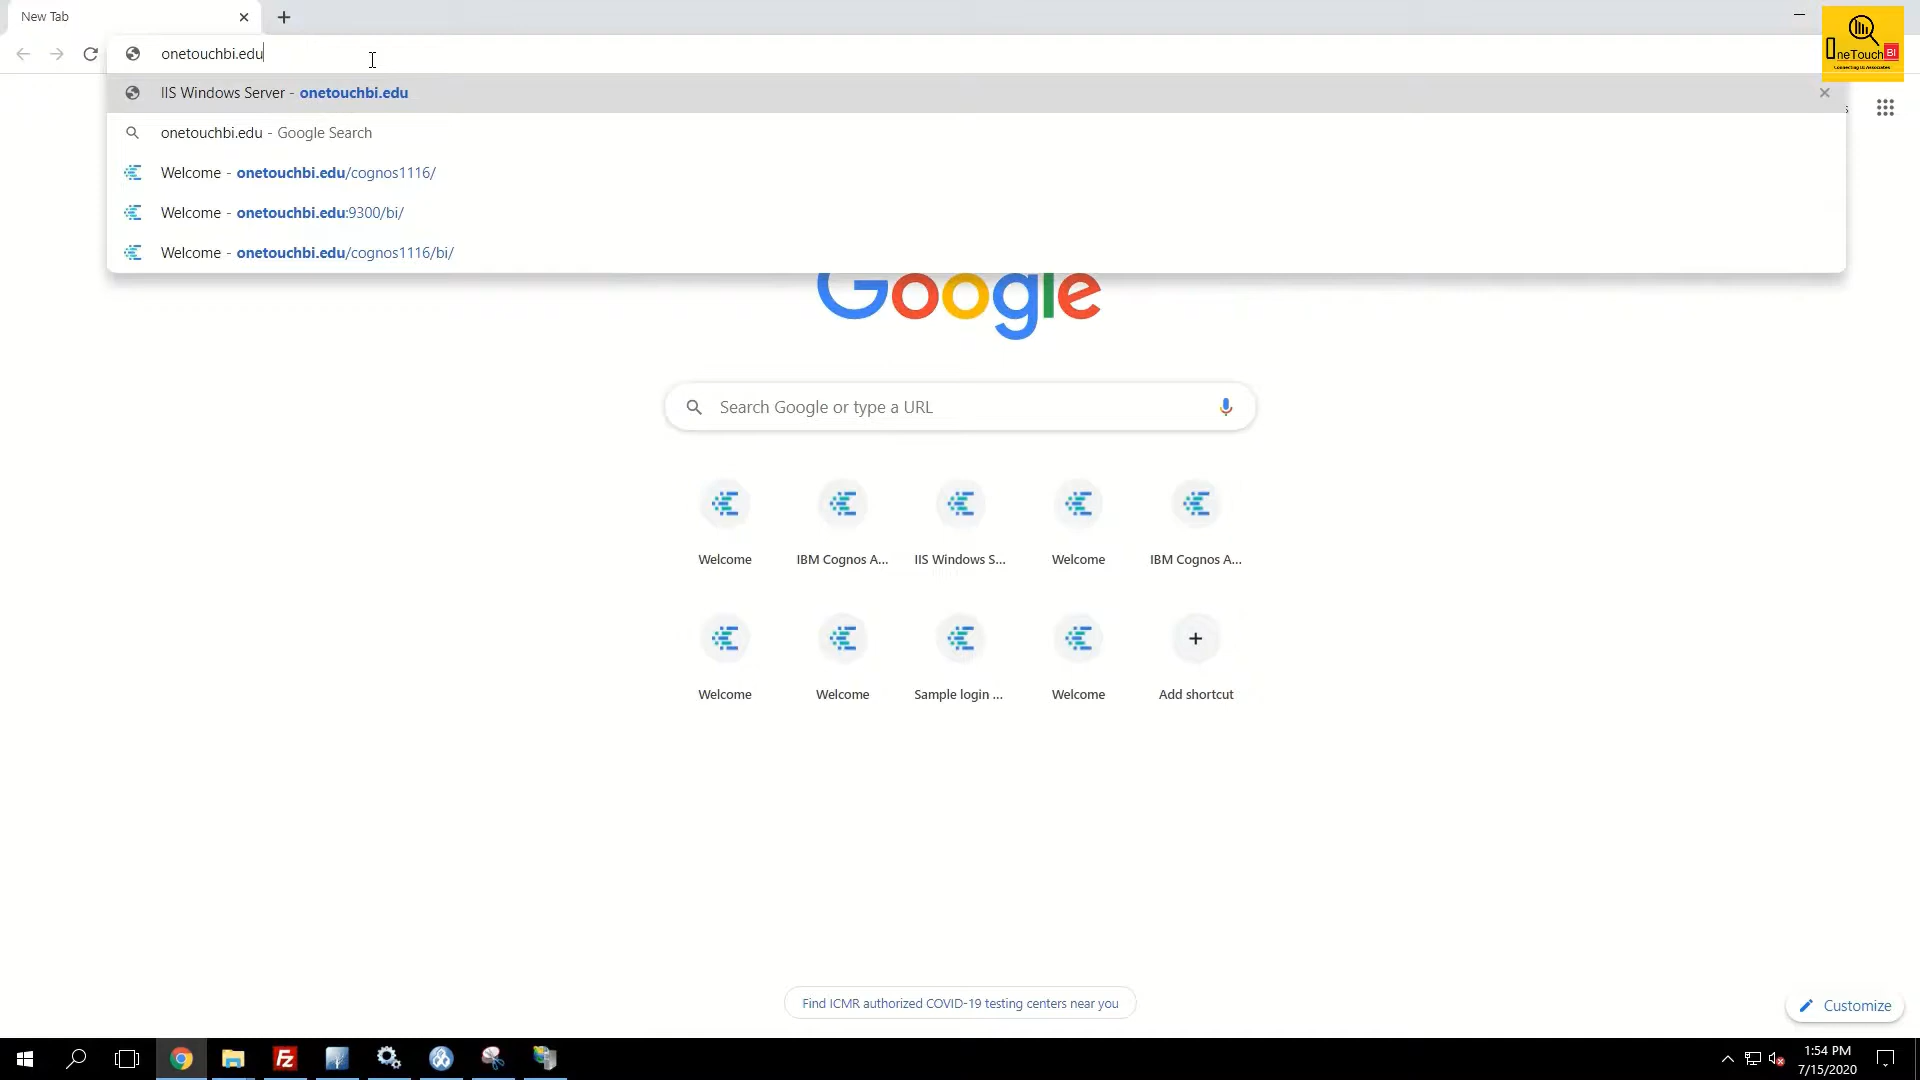 New Tab
onetouchbi.edu
IIS Windows Server - onetouchbi.edu
onetouchbi.edu - Google Search
Welcome - onetouchbi.edu/cognos1116/
Welcome - onetouchbi.edu:9300/bi/
Welcome - onetouchbi.edu/cognos1116/bi/
OneTouch BI
Google
Search Google or type a URL
Welcome
IBM Cognos A...
IIS Windows S...
Welcome
IBM Cognos A...
Welcome
Welcome
Sample login ...
Welcome
Add shortcut
Find ICMR authorized COVID-19 testing centers near you
Customize
1:54 PM
7/15/2020